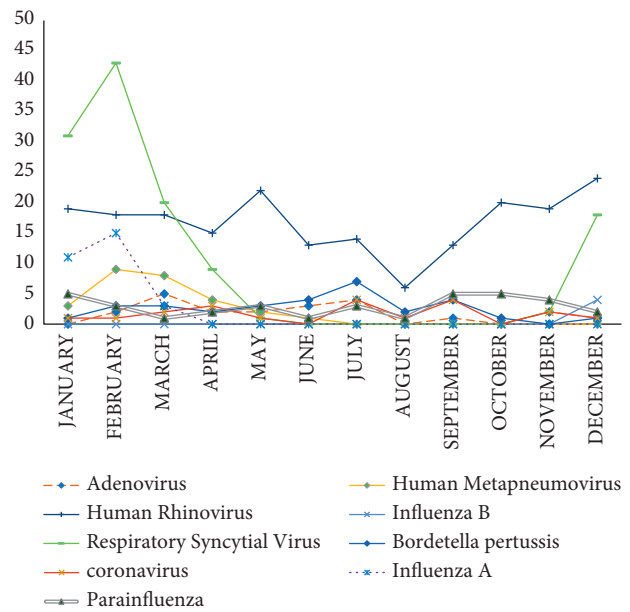 50
45
40
35
30
25
20
15
10
5
0
JANUARY
FEBRUARY
MARCH
APRIL
MAY
JUNE
JULY
AUGUST
SEPTEMBER
OCTOBER
NOVEMBER
DECEMBER
Adenovirus
Human Rhinovirus
Respiratory Syncytial Virus
coronavirus
Parainfluenza
Human Metapneumovirus
Influenza B
Bordetella pertussis
Influenza A